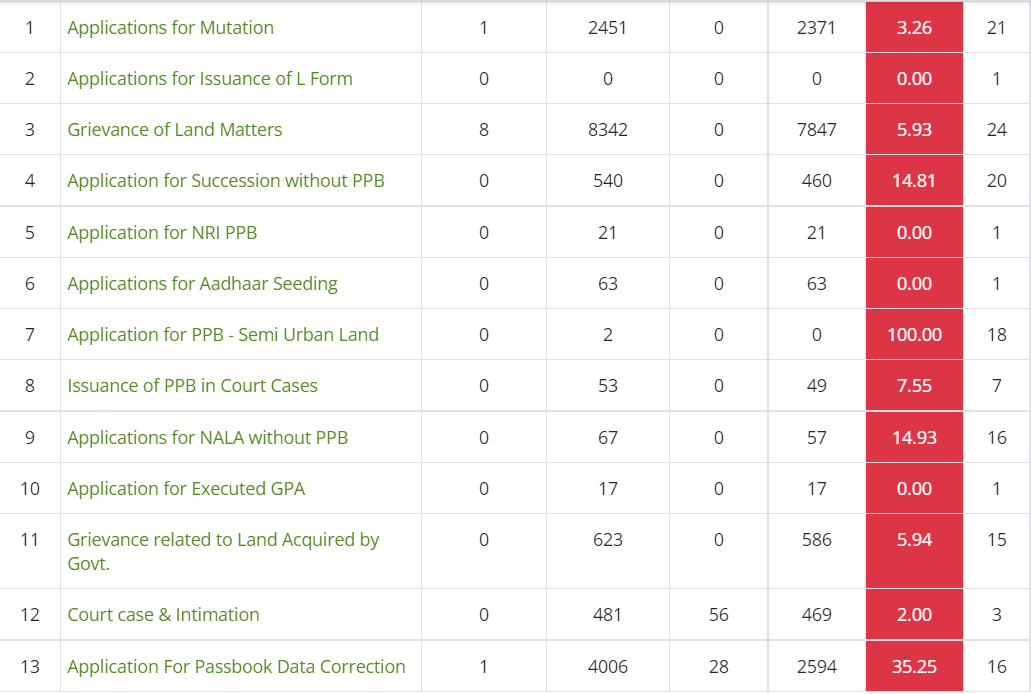 1 Applications for Mutation 1 2451 0 2371 3.26 21
2 Applications for Issuance of L Form 0 0 0 0 0.00 1
3 Grievance of Land Matters 8 8342 0 7847 5.93 24
4 Application for Succession without PPB 0 540 0 460 14.81 20
5 Application for NRI PPB 0 21 0 21 0.00 1
6 Applications for Aadhaar Seeding 0 63 0 63 0.00 1
7 Application for PPB - Semi Urban Land 0 2 0 0 100.00 18
8 Issuance of PPB in Court Cases 0 53 0 49 7.55 7
9 Applications for NALA without PPB 0 67 0 57 14.93 16
10 Application for Executed GPA 0 17 0 17 0.00 1
11 Grievance related to Land Acquired by 0 623 0 586 5.94 15
Govt.
12 Court case & Intimation 0 481 56 469 2.00 3
13 Application For Passbook Data Correction 1 4006 28 2594 35.25 16